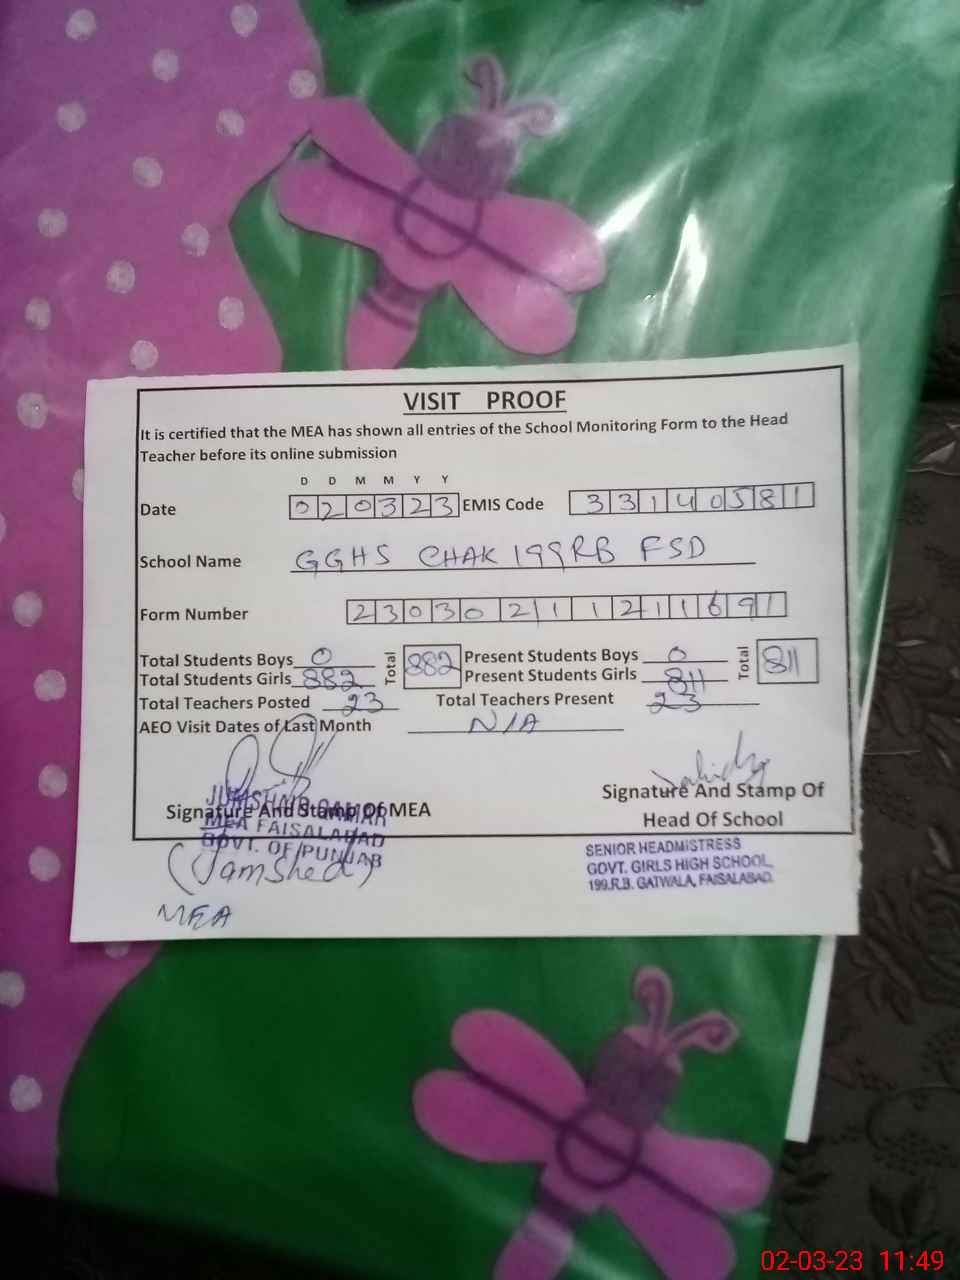 VISIT PROOF
It is certified that the MEA has shown all entries of the School Monitoring Form to the Head
Teacher before its online submission
D D M M Y Y
Date 020323 EMIS Code 33140581
School Name GGHS CHAK 199RB FSD
Form Number 23030211211691
Total Students Boys 0 Total 882 Present Students Boys 0 Total 811
Total Students Girls 882 Present Students Girls 811
Total Teachers Posted 23 Total Teachers Present 23
AEO Visit Dates of Last Month N/A
Signature And Stamp Of MEA
Signature And Stamp Of
Head Of School
MEA FAISALABAD
GOVT. OF PUNJAB
(Jamshed)
MEA
SENIOR HEADMISTRESS
GOVT. GIRLS HIGH SCHOOL,
199.R.B. GATWALA, FAISALABAD.
02-03-23 11:49